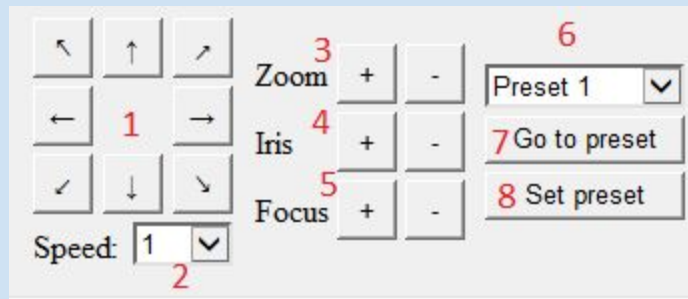 6
↖ ↑ ↗
3
Zoom + -
Preset 1
← 1 →
4
Iris + -
7 Go to preset
↙ ↓ ↘
5
Focus + -
8 Set preset
Speed: 1
2